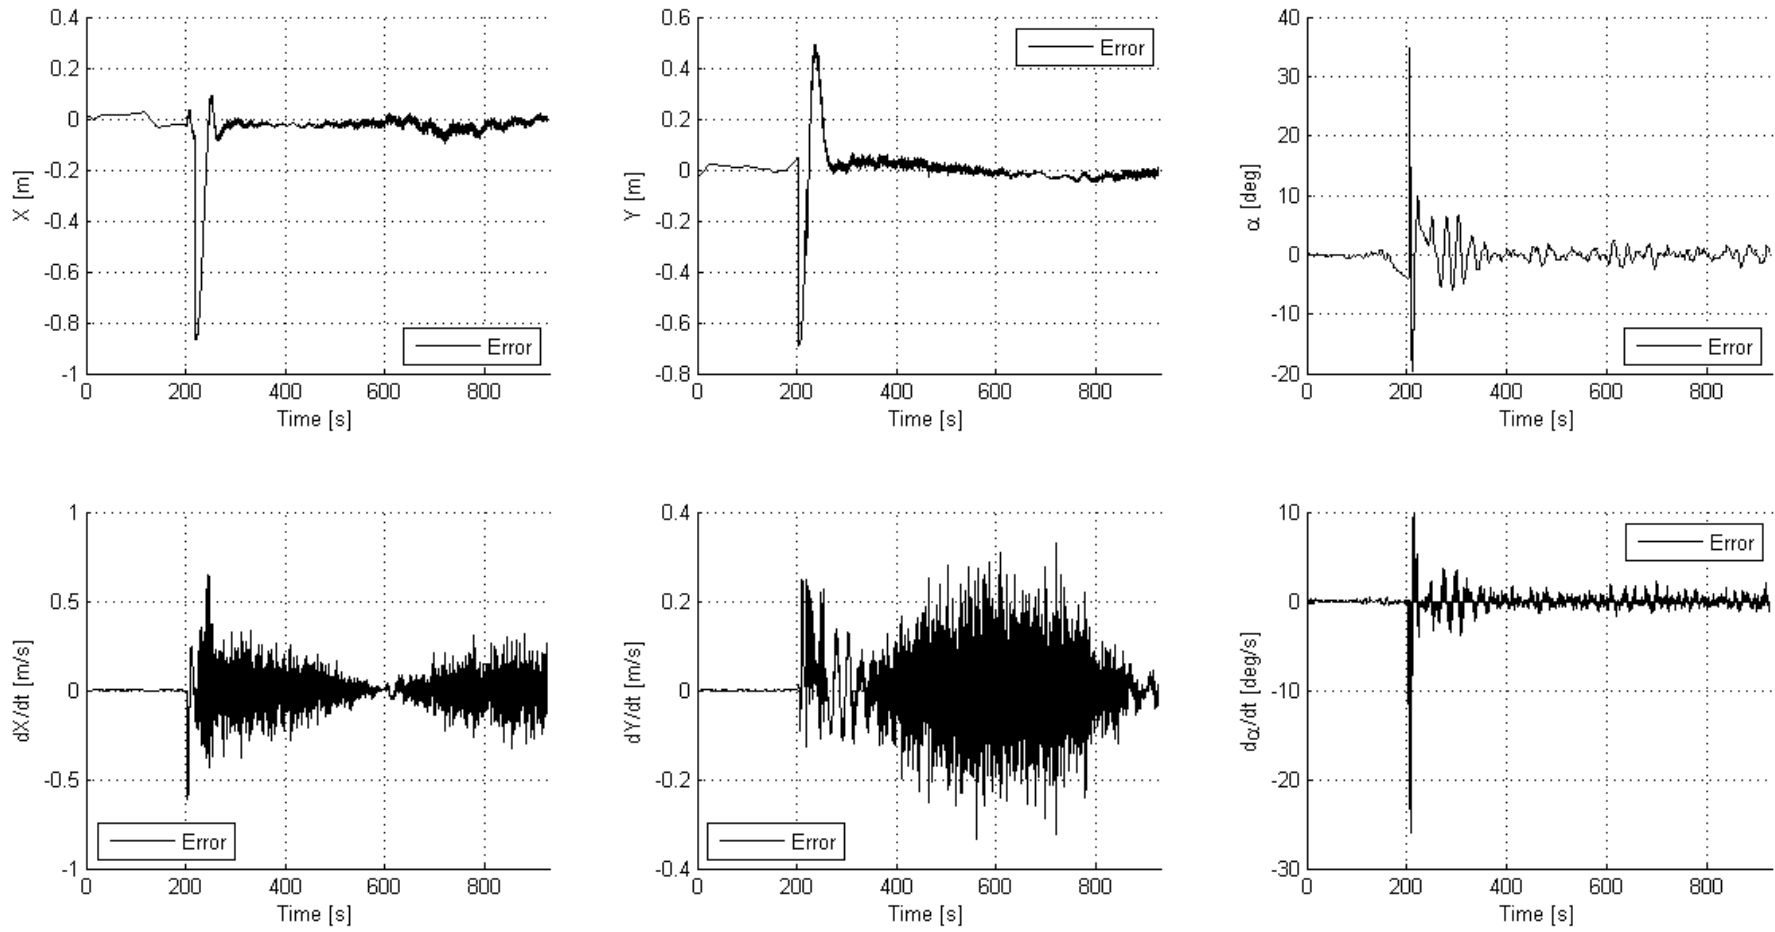 0.4
0.2
0
-0.2
-0.4
-0.6
-0.8
-1
X [m]
Error
0 200 400 600 800
Time [s]
0.6
0.4
0.2
0
-0.2
-0.4
-0.6
-0.8
Y [m]
Error
0 200 400 600 800
Time [s]
40
30
20
10
0
-10
-20
α [deg]
Error
0 200 400 600 800
Time [s]
1
0.5
0
-0.5
-1
dX/dt [m/s]
Error
0 200 400 600 800
Time [s]
0.4
0.2
0
-0.2
-0.4
dY/dt [m/s]
Error
0 200 400 600 800
Time [s]
10
0
-10
-20
-30
dα/dt [deg/s]
Error
0 200 400 600 800
Time [s]